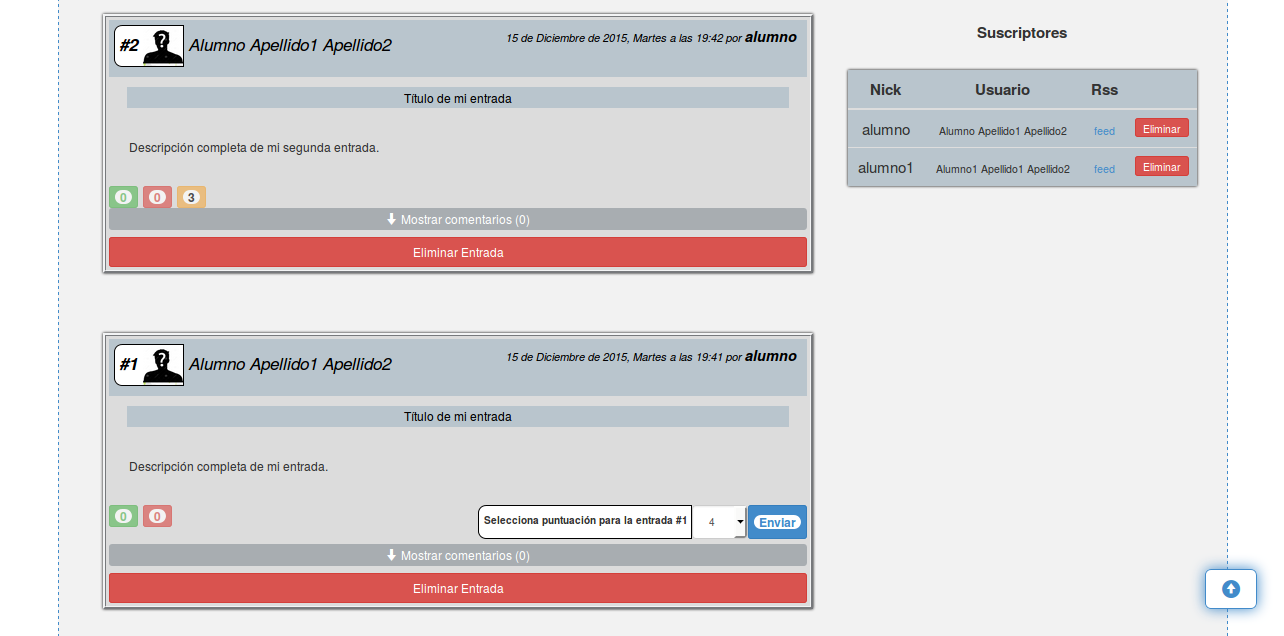 #2 Alumno Apellido1 Apellido2 15 de Diciembre de 2015, Martes a las 19:42 por alumno
Título de mi entrada
Descripción completa de mi segunda entrada.
0 0 3
Mostrar comentarios (0)
Eliminar Entrada
#1 Alumno Apellido1 Apellido2 15 de Diciembre de 2015, Martes a las 19:41 por alumno
Título de mi entrada
Descripción completa de mi entrada.
0 0 Selecciona puntuación para la entrada #1 4 Enviar
Mostrar comentarios (0)
Eliminar Entrada
Suscriptores
Nick Usuario Rss
alumno Alumno Apellido1 Apellido2 feed Eliminar
alumno1 Alumno1 Apellido1 Apellido2 feed Eliminar